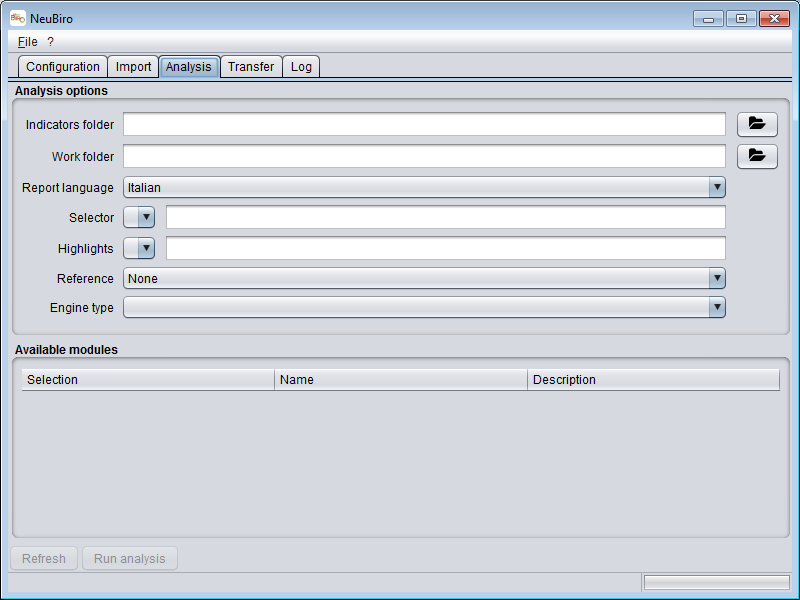 NeuBiro
File ?
Configuration Import Analysis Transfer Log
Analysis options
Indicators folder
Work folder
Report language Italian
Selector
Highlights
Reference None
Engine type
Available modules
Selection Name Description
Refresh Run analysis